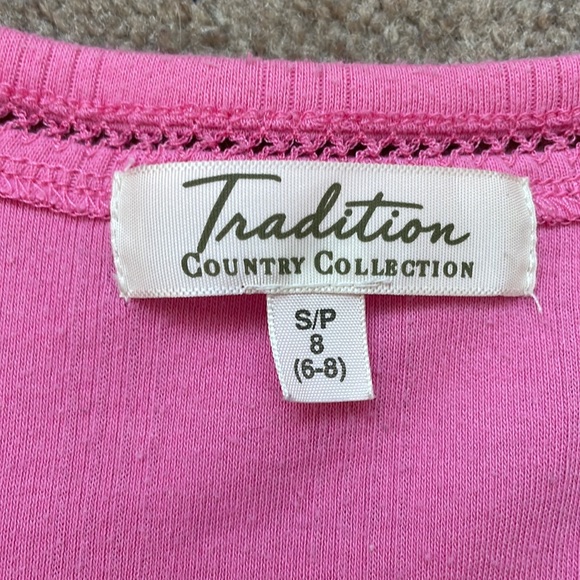 Tradition
COUNTRY COLLECTION
S/P
8
(6-8)